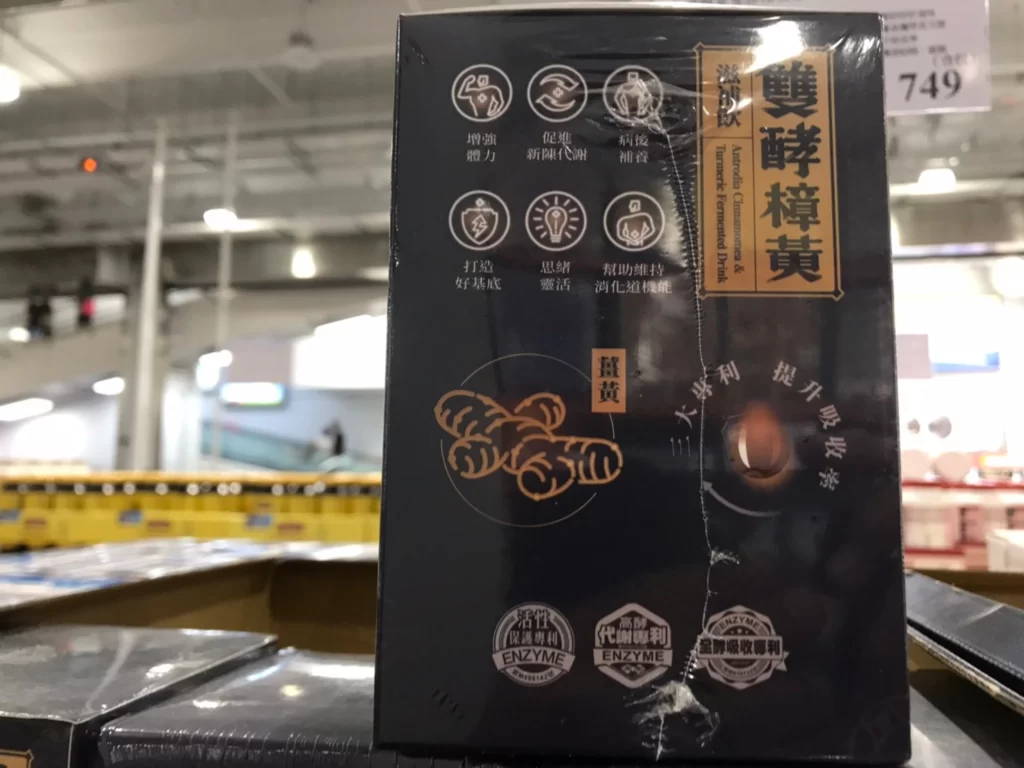 749
雙酵樟黃
滋補飲
Antrodia Cinnamomea &
Turmeric Fermented Drink
增強
體力
促進
新陳代謝
病後
補養
打造
好基底
思緒
靈活
幫助維持
消化道機能
薑黃
三大專利 提升吸收率
活性
保護專利
ENZYME
高酵
代謝專利
ENZYME
ENZYME
全酵吸收專利